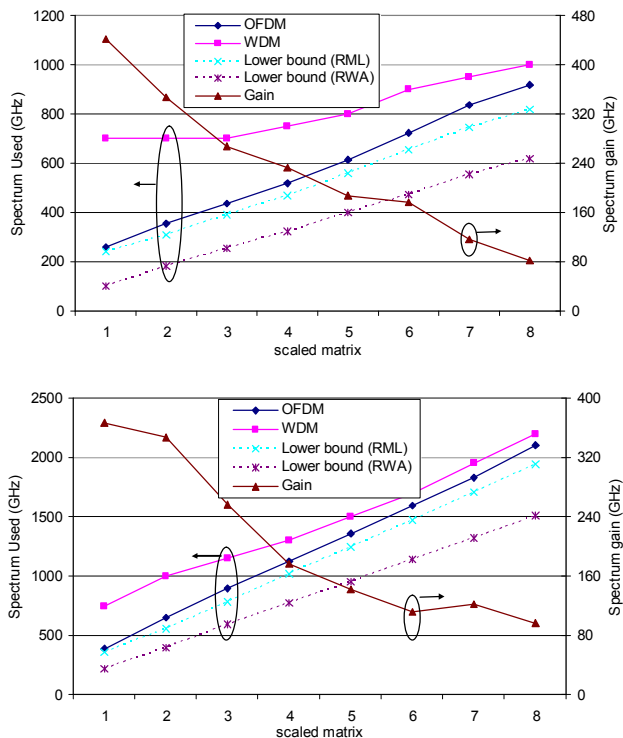 1200
1000
800
600
400
200
0
Spectrum Used (GHz)
OFDM
WDM
Lower bound (RML)
Lower bound (RWA)
Gain
480
400
320
240
160
80
0
Spectrum gain (GHz)
1 2 3 4 5 6 7 8
scaled matrix
2500
2000
1500
1000
500
0
Spectrum Used (GHz)
OFDM
WDM
Lower bound (RML)
Lower bound (RWA)
Gain
400
320
240
160
80
0
Spectrum gain (GHz)
1 2 3 4 5 6 7 8
scaled matrix